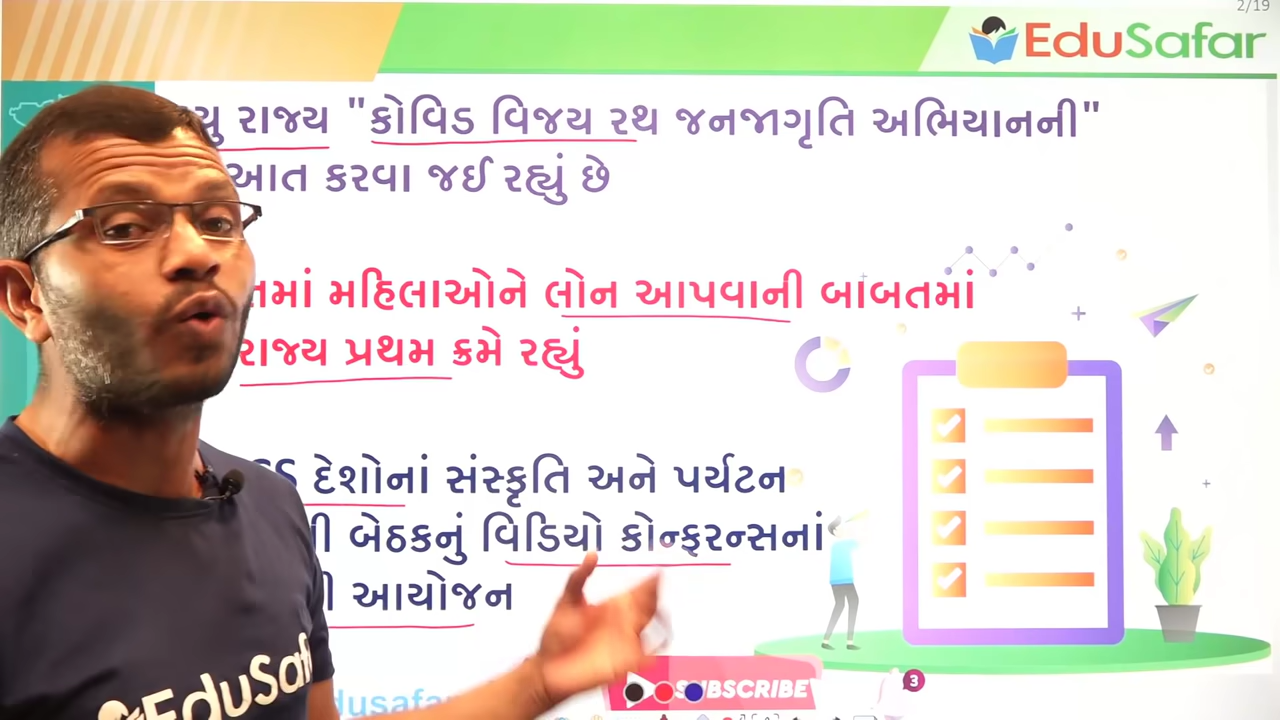 2/19
EduSafar
રાજ્ય "કોવિડ વિજય રથ જનજાગૃતિ અભિયાનની"
કરવા જઈ રહ્યું છે
મહિલાઓને લોન આપવાની બાબતમાં
રાજ્ય પ્રથમ ક્રમે રહ્યું
દેશોનાં સંસ્કૃતિ અને પર્યટન
બેઠકનું વિડિયો કોન્ફરન્સનાં
આયોજન
EduSaf
edusafar
SUBSCRIBE
3